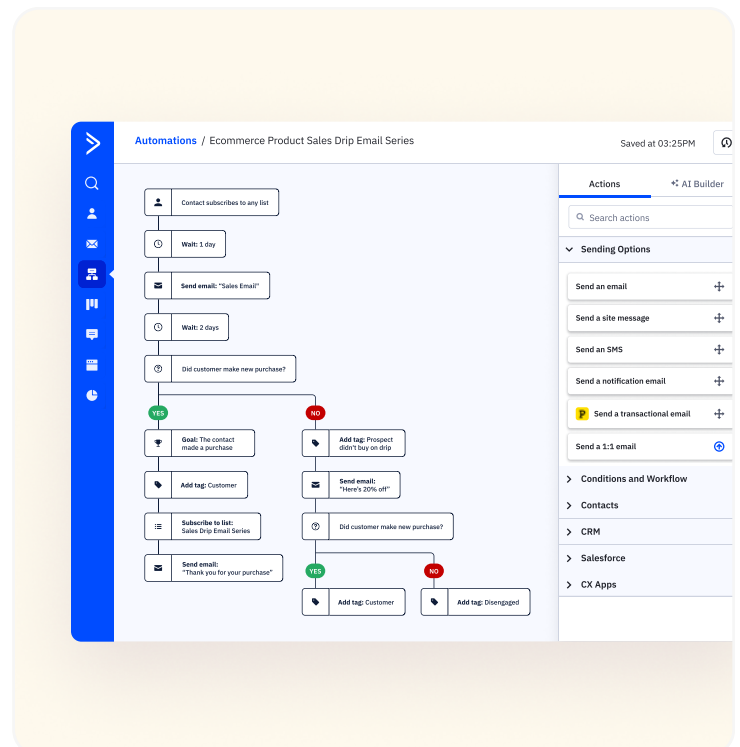 Automations / Ecommerce Product Sales Drip Email Series
Saved at 03:25PM
Contact subscribes to any list
Wait: 1 day
Send email: "Sales Email"
Wait: 2 days
Did customer make new purchase?
YES
NO
Goal: The contact
made a purchase
Add tag: Prospect
didn't buy on drip
Add tag: Customer
Send email:
"Here's 20% off"
Subscribe to list:
Sales Drip Email Series
Did customer make new purchase?
Send email:
"Thank you for your purchase"
YES
NO
Add tag: Customer
Add tag: Disengaged
Actions
AI Builder
Search actions
Sending Options
Send an email
Send a site message
Send an SMS
Send a notification email
Send a transactional email
Send a 1:1 email
Conditions and Workflow
Contacts
CRM
Salesforce
CX Apps